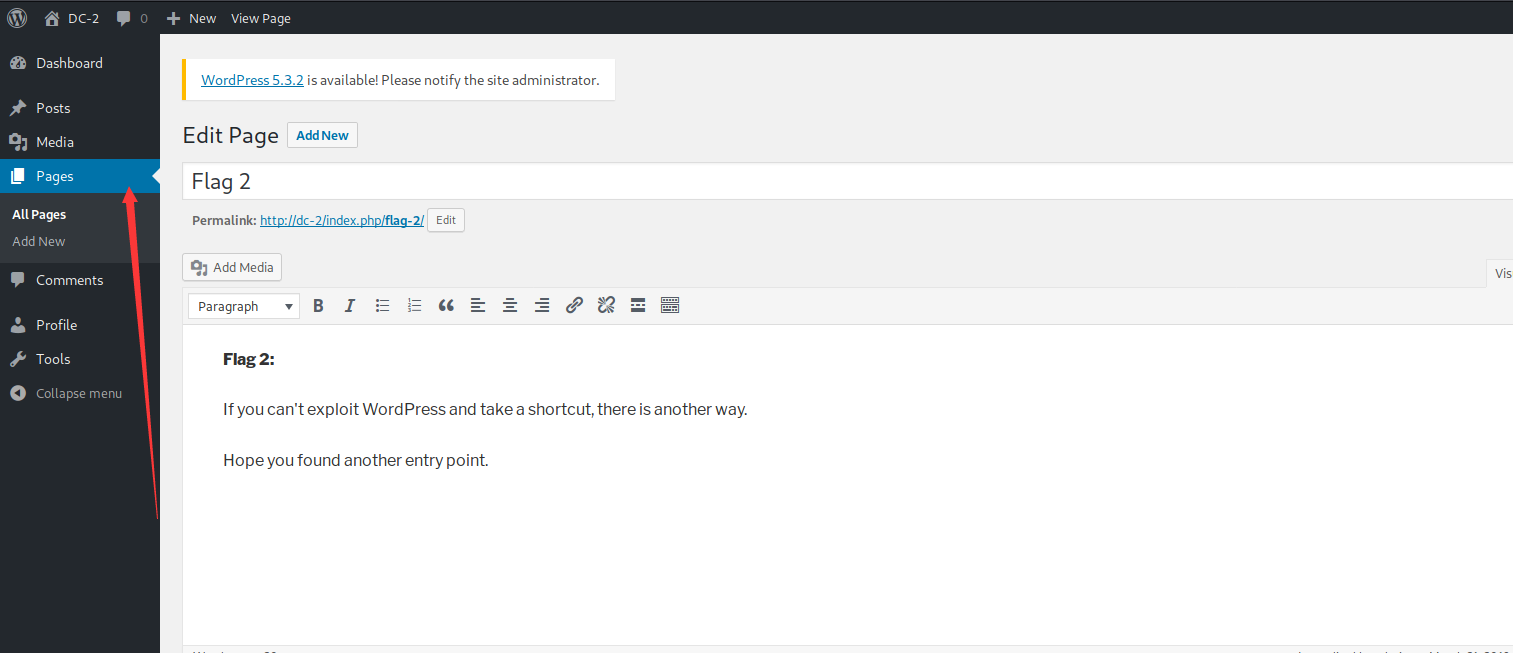 DC-2 0 New View Page
Dashboard
Posts
Media
Pages
All Pages
Add New
Comments
Profile
Tools
Collapse menu
WordPress 5.3.2 is available! Please notify the site administrator.
Edit Page Add New
Flag 2
Permalink: http://dc-2/index.php/flag-2/ Edit
Add Media
Paragraph B I
Flag 2:
If you can't exploit WordPress and take a shortcut, there is another way.
Hope you found another entry point.